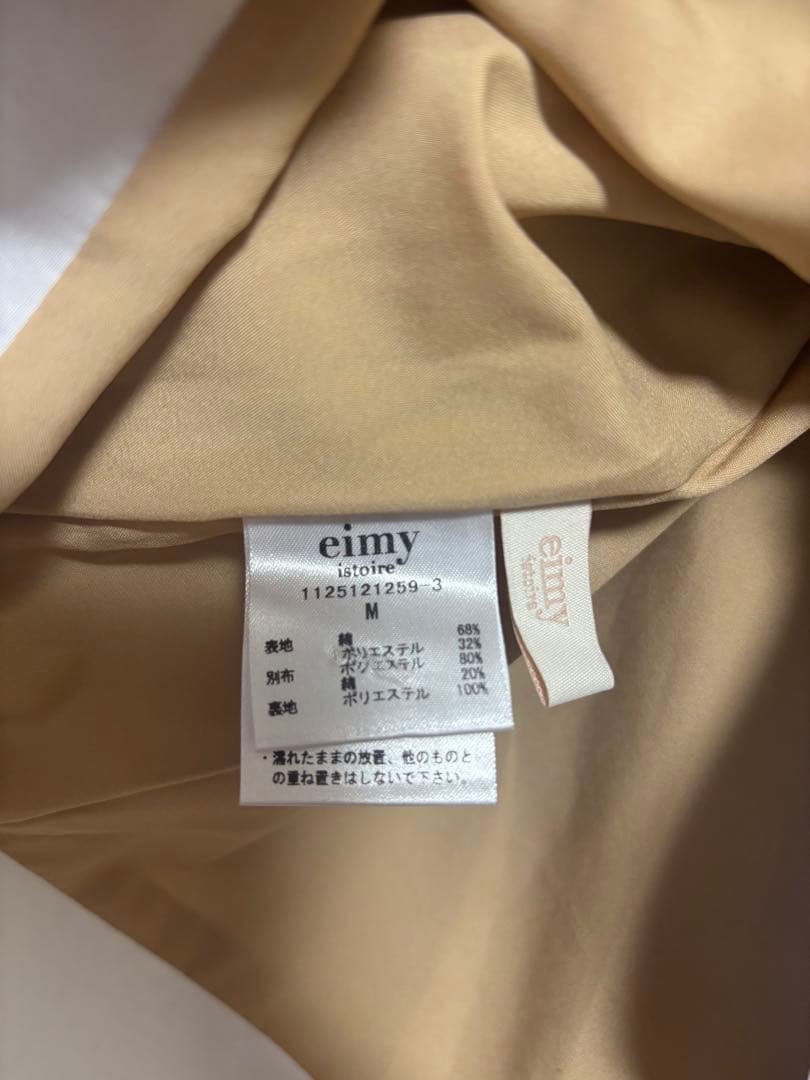 eimy
istoire
1125121259-3
M
表地 綿 68%
ポリエステル 32%
別布 ポリエステル 80%
綿 20%
裏地 ポリエステル 100%
・濡れたままの放置、他のものと
の重ね置きはしないで下さい。
eimy
istoire